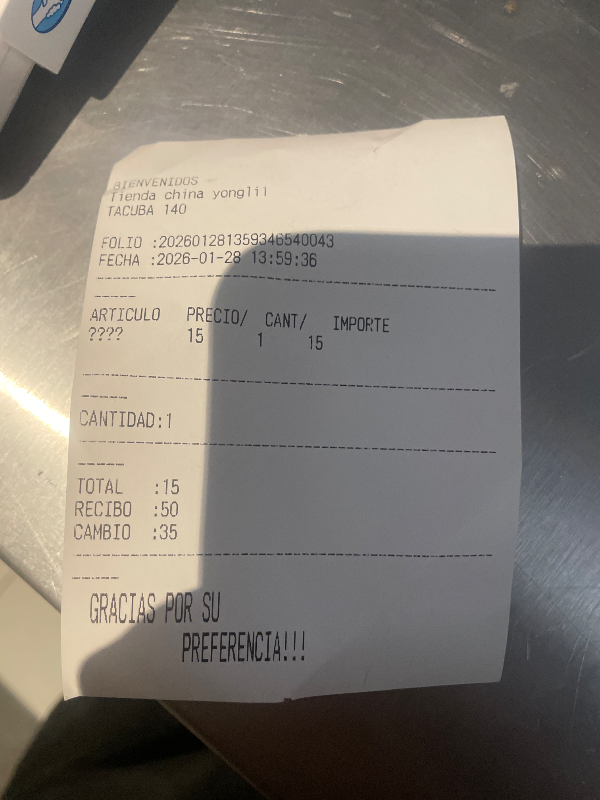 BIENVENIDOS
Tienda china yonglil
TACUBA 140
FOLIO :202601281359346540043
FECHA :2026-01-28 13:59:36
------------------------------------------------
ARTICULO PRECIO/ CANT/ IMPORTE
???? 15 1 15
------------------------------------------------
CANTIDAD:1
------------------------------------------------
TOTAL :15
RECIBO :50
CAMBIO :35
------------------------------------------------
GRACIAS POR SU
PREFERENCIA!!!